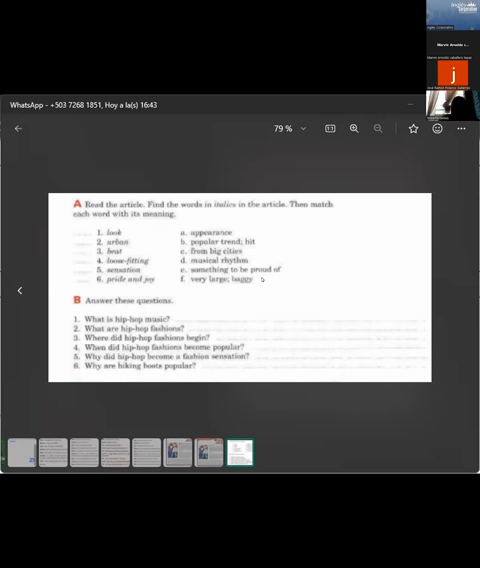 WhatsApp - +503 7268 1851, Hoy a la(s) 16:43
79 %
A Read the article. Find the words in italics in the article. Then match
each word with its meaning.
1. look a. appearance
2. urban b. popular trend; hit
3. beat c. from big cities
4. loose-fitting d. musical rhythm
5. sensation e. something to be proud of
6. pride and joy f. very large; baggy
B Answer these questions.
1. What is hip-hop music?
2. What are hip-hop fashions?
3. Where did hip-hop fashions begin?
4. When did hip-hop fashions become popular?
5. Why did hip-hop become a fashion sensation?
6. Why are hiking boots popular?
j